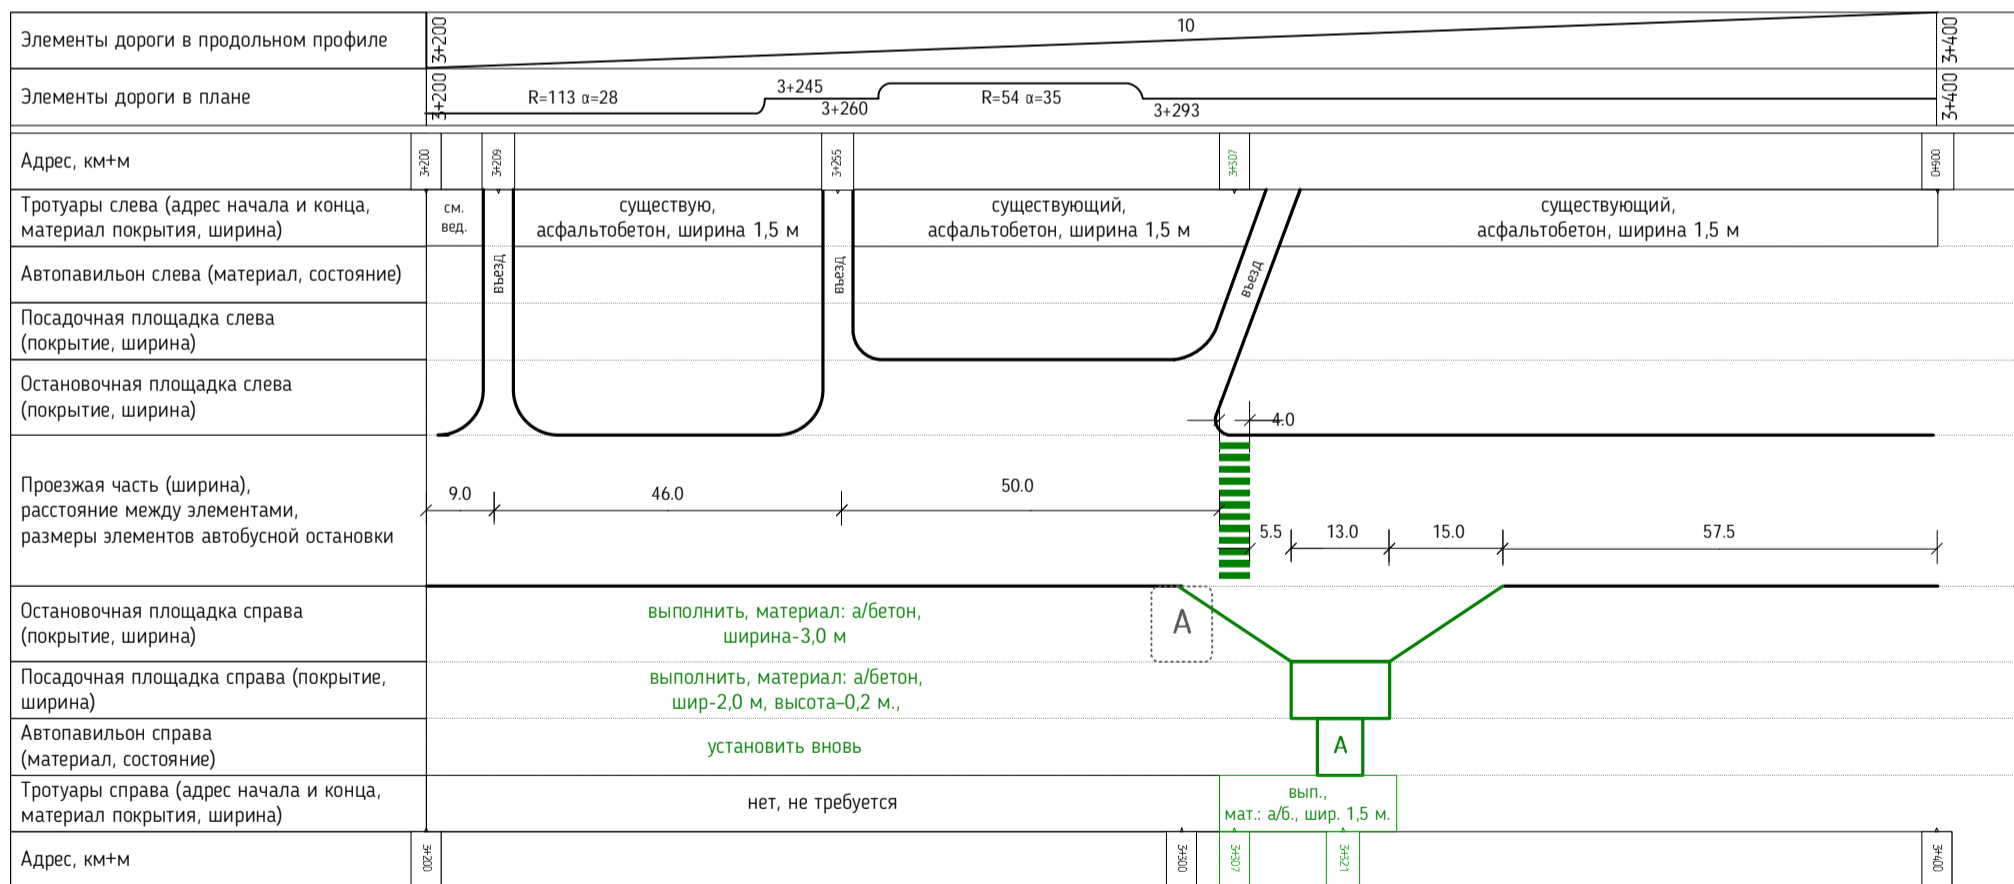 Элементы дороги в продольном профиле
3+200
10
3+400
Элементы дороги в плане
3+200
R=113 α=28
3+245
3+260
R=54 α=35
3+293
3+400
Адрес, км+м
3+200
3+209
3+255
3+307
0+900
Тротуары слева (адрес начала и конца,
материал покрытия, ширина)
см.
вед.
существую,
асфальтобетон, ширина 1,5 м
существующий,
асфальтобетон, ширина 1,5 м
существующий,
асфальтобетон, ширина 1,5 м
Автопавильон слева (материал, состояние)
въезд
въезд
въезд
Посадочная площадка слева
(покрытие, ширина)
Остановочная площадка слева
(покрытие, ширина)
4.0
Проезжая часть (ширина),
расстояние между элементами,
размеры элементов автобусной остановки
9.0
46.0
50.0
5.5
13.0
15.0
57.5
Остановочная площадка справа
(покрытие, ширина)
выполнить, материал: а/бетон,
ширина-3,0 м
А
Посадочная площадка справа (покрытие,
ширина)
выполнить, материал: а/бетон,
шир-2,0 м, высота–0,2 м.,
Автопавильон справа
(материал, состояние)
установить вновь
А
Тротуары справа (адрес начала и конца,
материал покрытия, ширина)
нет, не требуется
вып.,
мат.: а/б., шир. 1,5 м.
Адрес, км+м
3+200
3+300
3+307
3+321
3+400